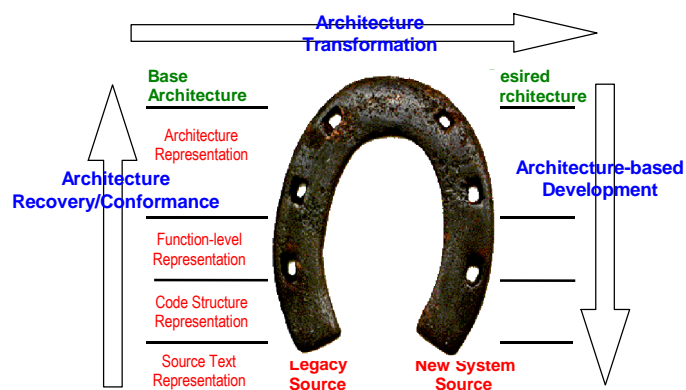 Architecture
Transformation
Base
Architecture
esired
rchitecture
Architecture
Representation
Architecture
Recovery/Conformance
Architecture-based
Development
Function-level
Representation
Code Structure
Representation
Source Text
Representation
Legacy
Source
New System
Source